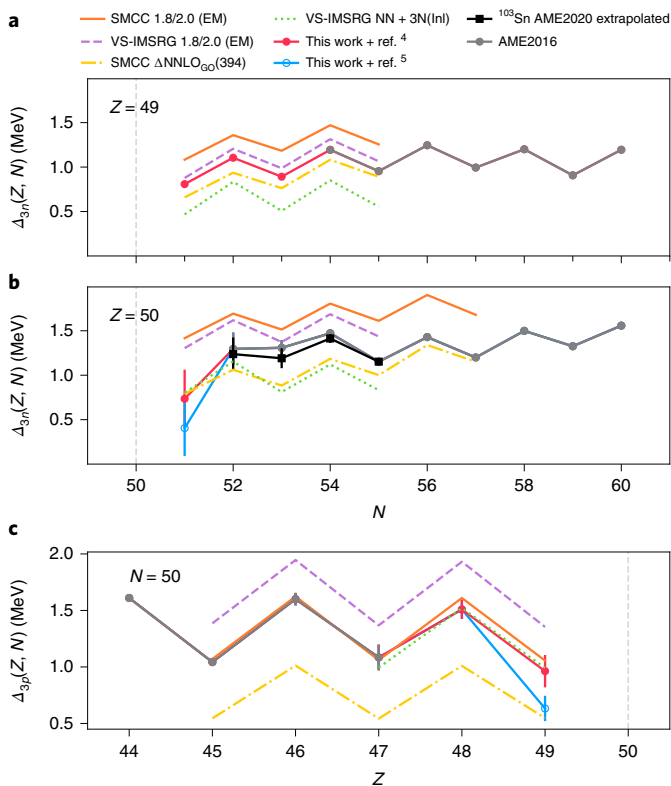 a
SMCC 1.8/2.0 (EM)
VS-IMSRG 1.8/2.0 (EM)
SMCC ΔNNLO_GO(394)
VS-IMSRG NN + 3N(lnl)
This work + ref. ⁴
This work + ref. ⁵
¹⁰³Sn AME2020 extrapolated
AME2016
Z = 49
1.5
1.0
0.5
Δ₃ₙ(Z, N) (MeV)
b
Z = 50
1.5
1.0
0.5
Δ₃ₙ(Z, N) (MeV)
50 52 54 56 58 60
N
c
N = 50
2.0
1.5
1.0
0.5
Δ₃ₚ(Z, N) (MeV)
44 45 46 47 48 49 50
Z